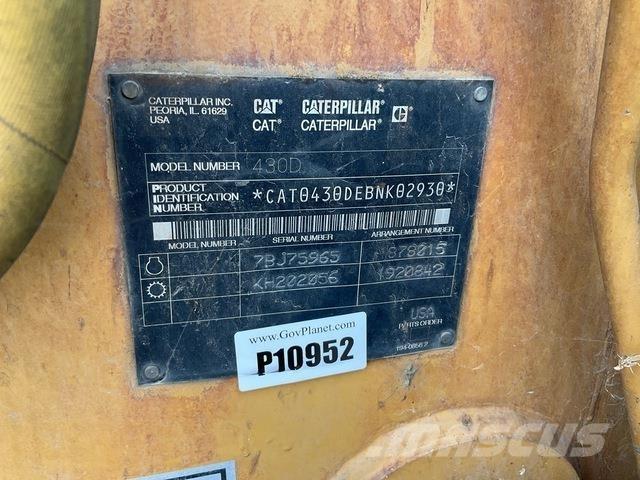 CATERPILLAR INC.
PEORIA, IL 61629
USA
CAT® CATERPILLAR®
CAT® CATERPILLAR®
MODEL NUMBER 430D
PRODUCT
IDENTIFICATION
NUMBER
*CAT0430DEBNK02930*
MODEL NUMBER SERIAL NUMBER ARRANGEMENT NUMBER
7BJ75965
KH202056 1920842
USA
PARTS ORDER
www.GovPlanet.com
P10952
MASCUS